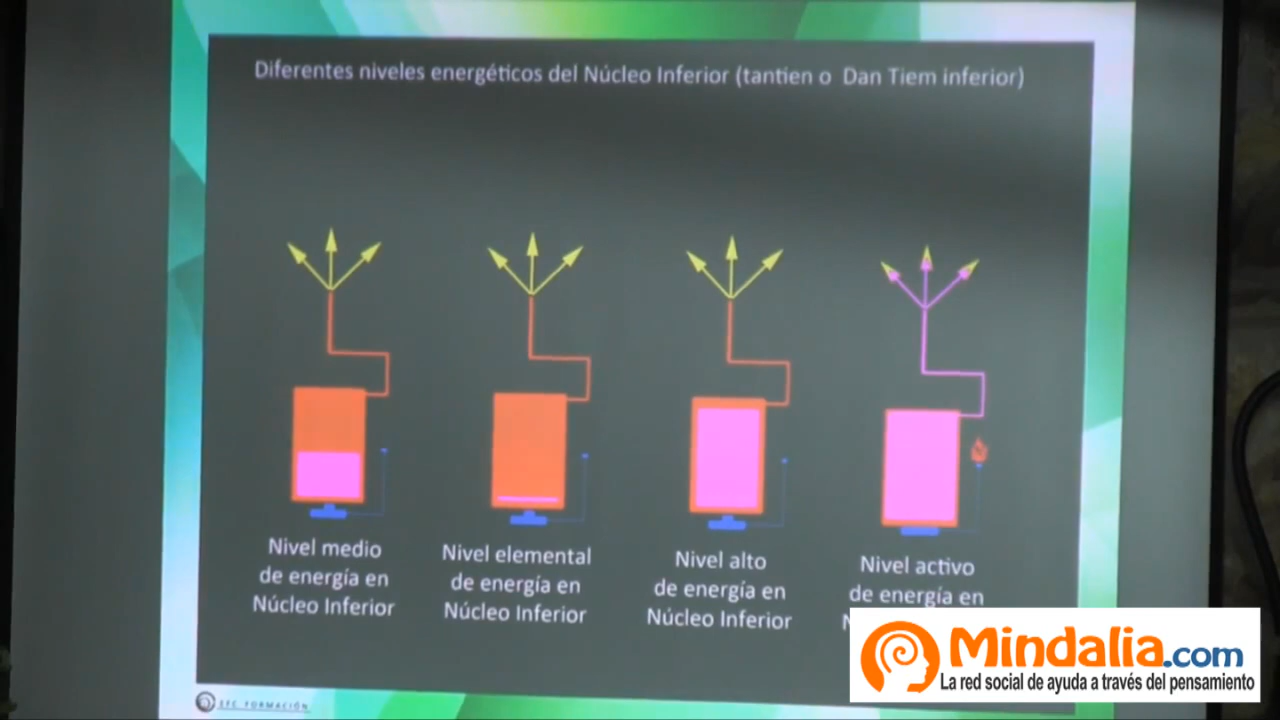 Diferentes niveles energéticos del Núcleo Inferior (tantien o Dan Tiem inferior)
Nivel medio
de energía en
Núcleo Inferior
Nivel elemental
de energía en
Núcleo Inferior
Nivel alto
de energía en
Núcleo Inferior
Nivel activo
de energía en
Mindalia.com
La red social de ayuda a través del pensamiento
FORMACIÓN